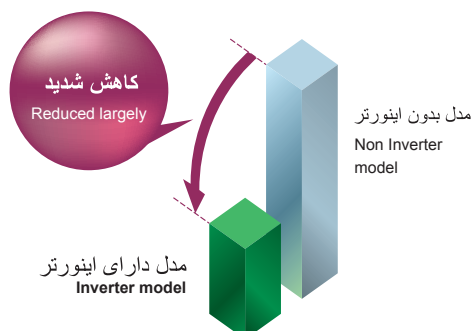 کاهش شدید
Reduced largely
مدل بدون اینورتر
Non Inverter
model
مدل دارای اینورتر
Inverter model